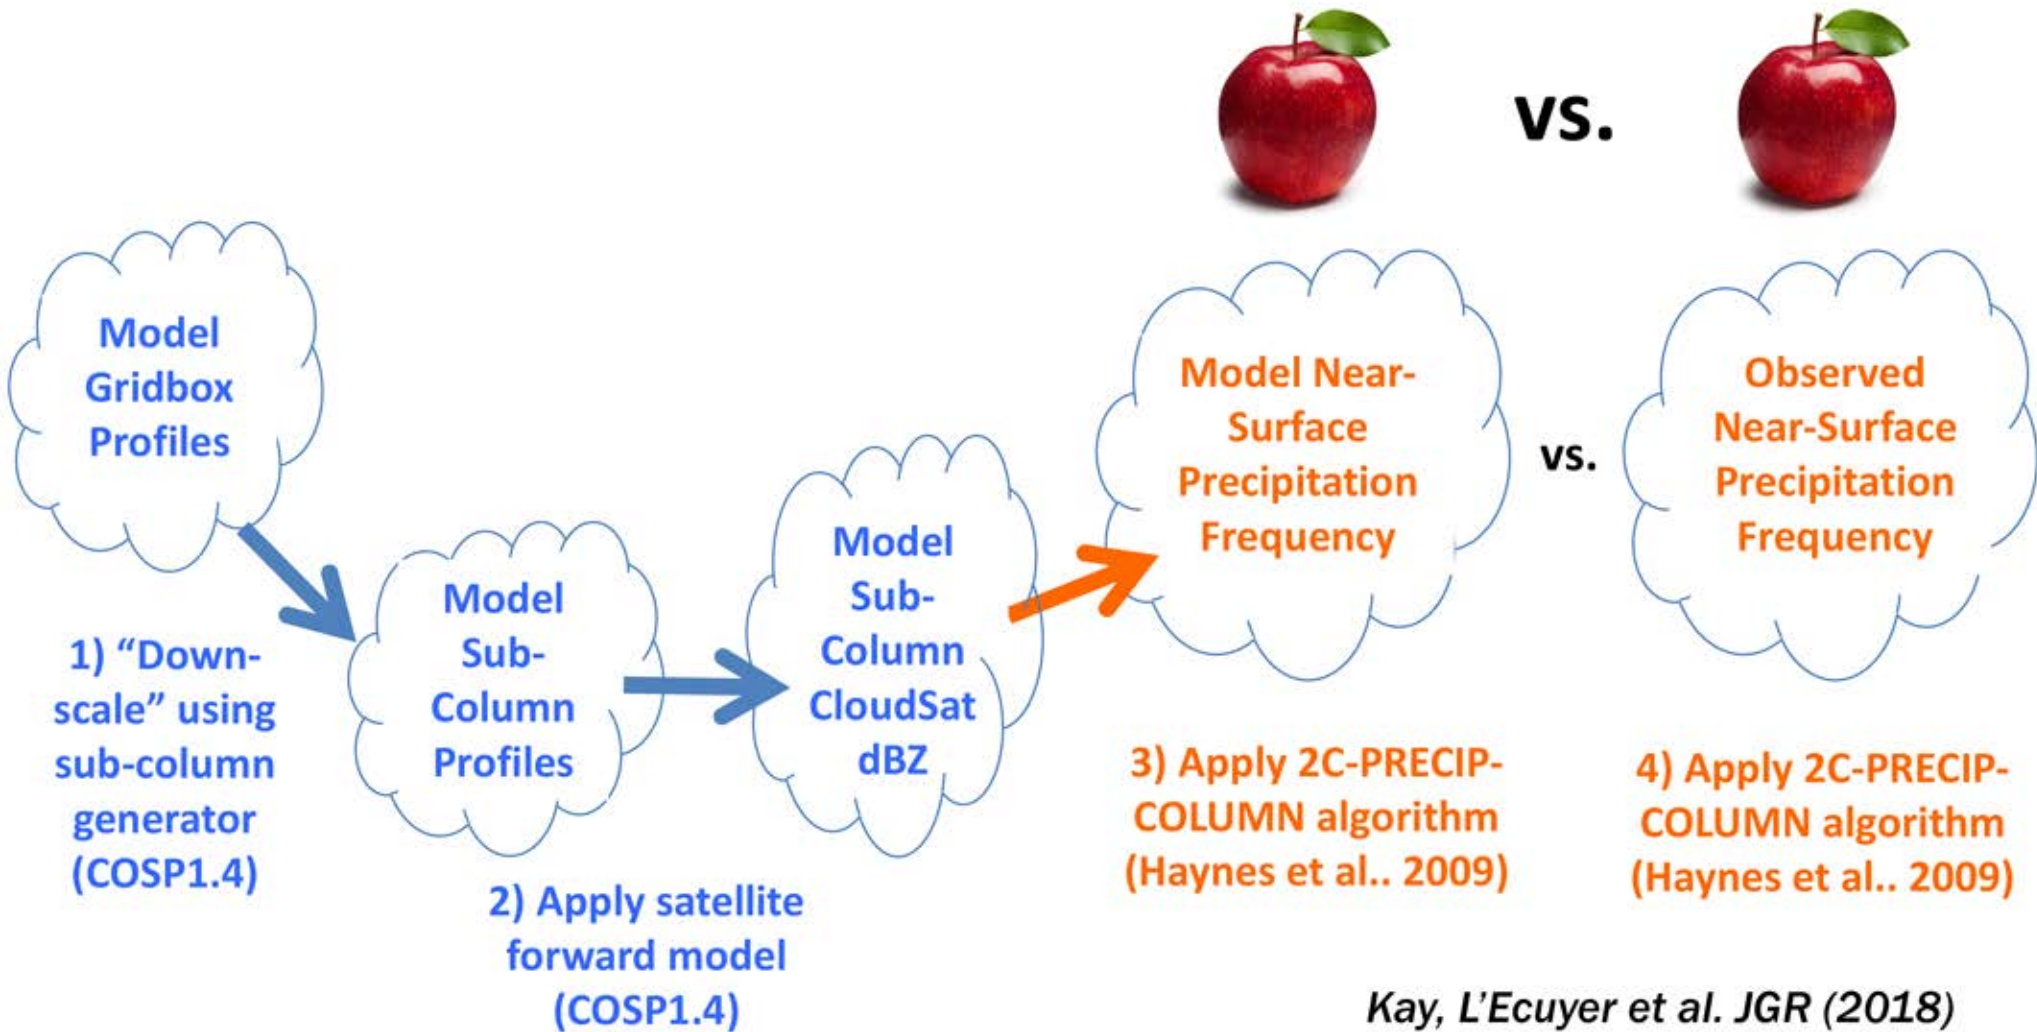 vs.
Model
Gridbox
Profiles
1) “Down-
scale” using
sub-column
generator
(COSP1.4)
Model
Sub-
Column
Profiles
2) Apply satellite
forward model
(COSP1.4)
Model
Sub-
Column
CloudSat
dBZ
Model Near-
Surface
Precipitation
Frequency
3) Apply 2C-PRECIP-
COLUMN algorithm
(Haynes et al.. 2009)
vs.
Observed
Near-Surface
Precipitation
Frequency
4) Apply 2C-PRECIP-
COLUMN algorithm
(Haynes et al.. 2009)
Kay, L’Ecuyer et al. JGR (2018)